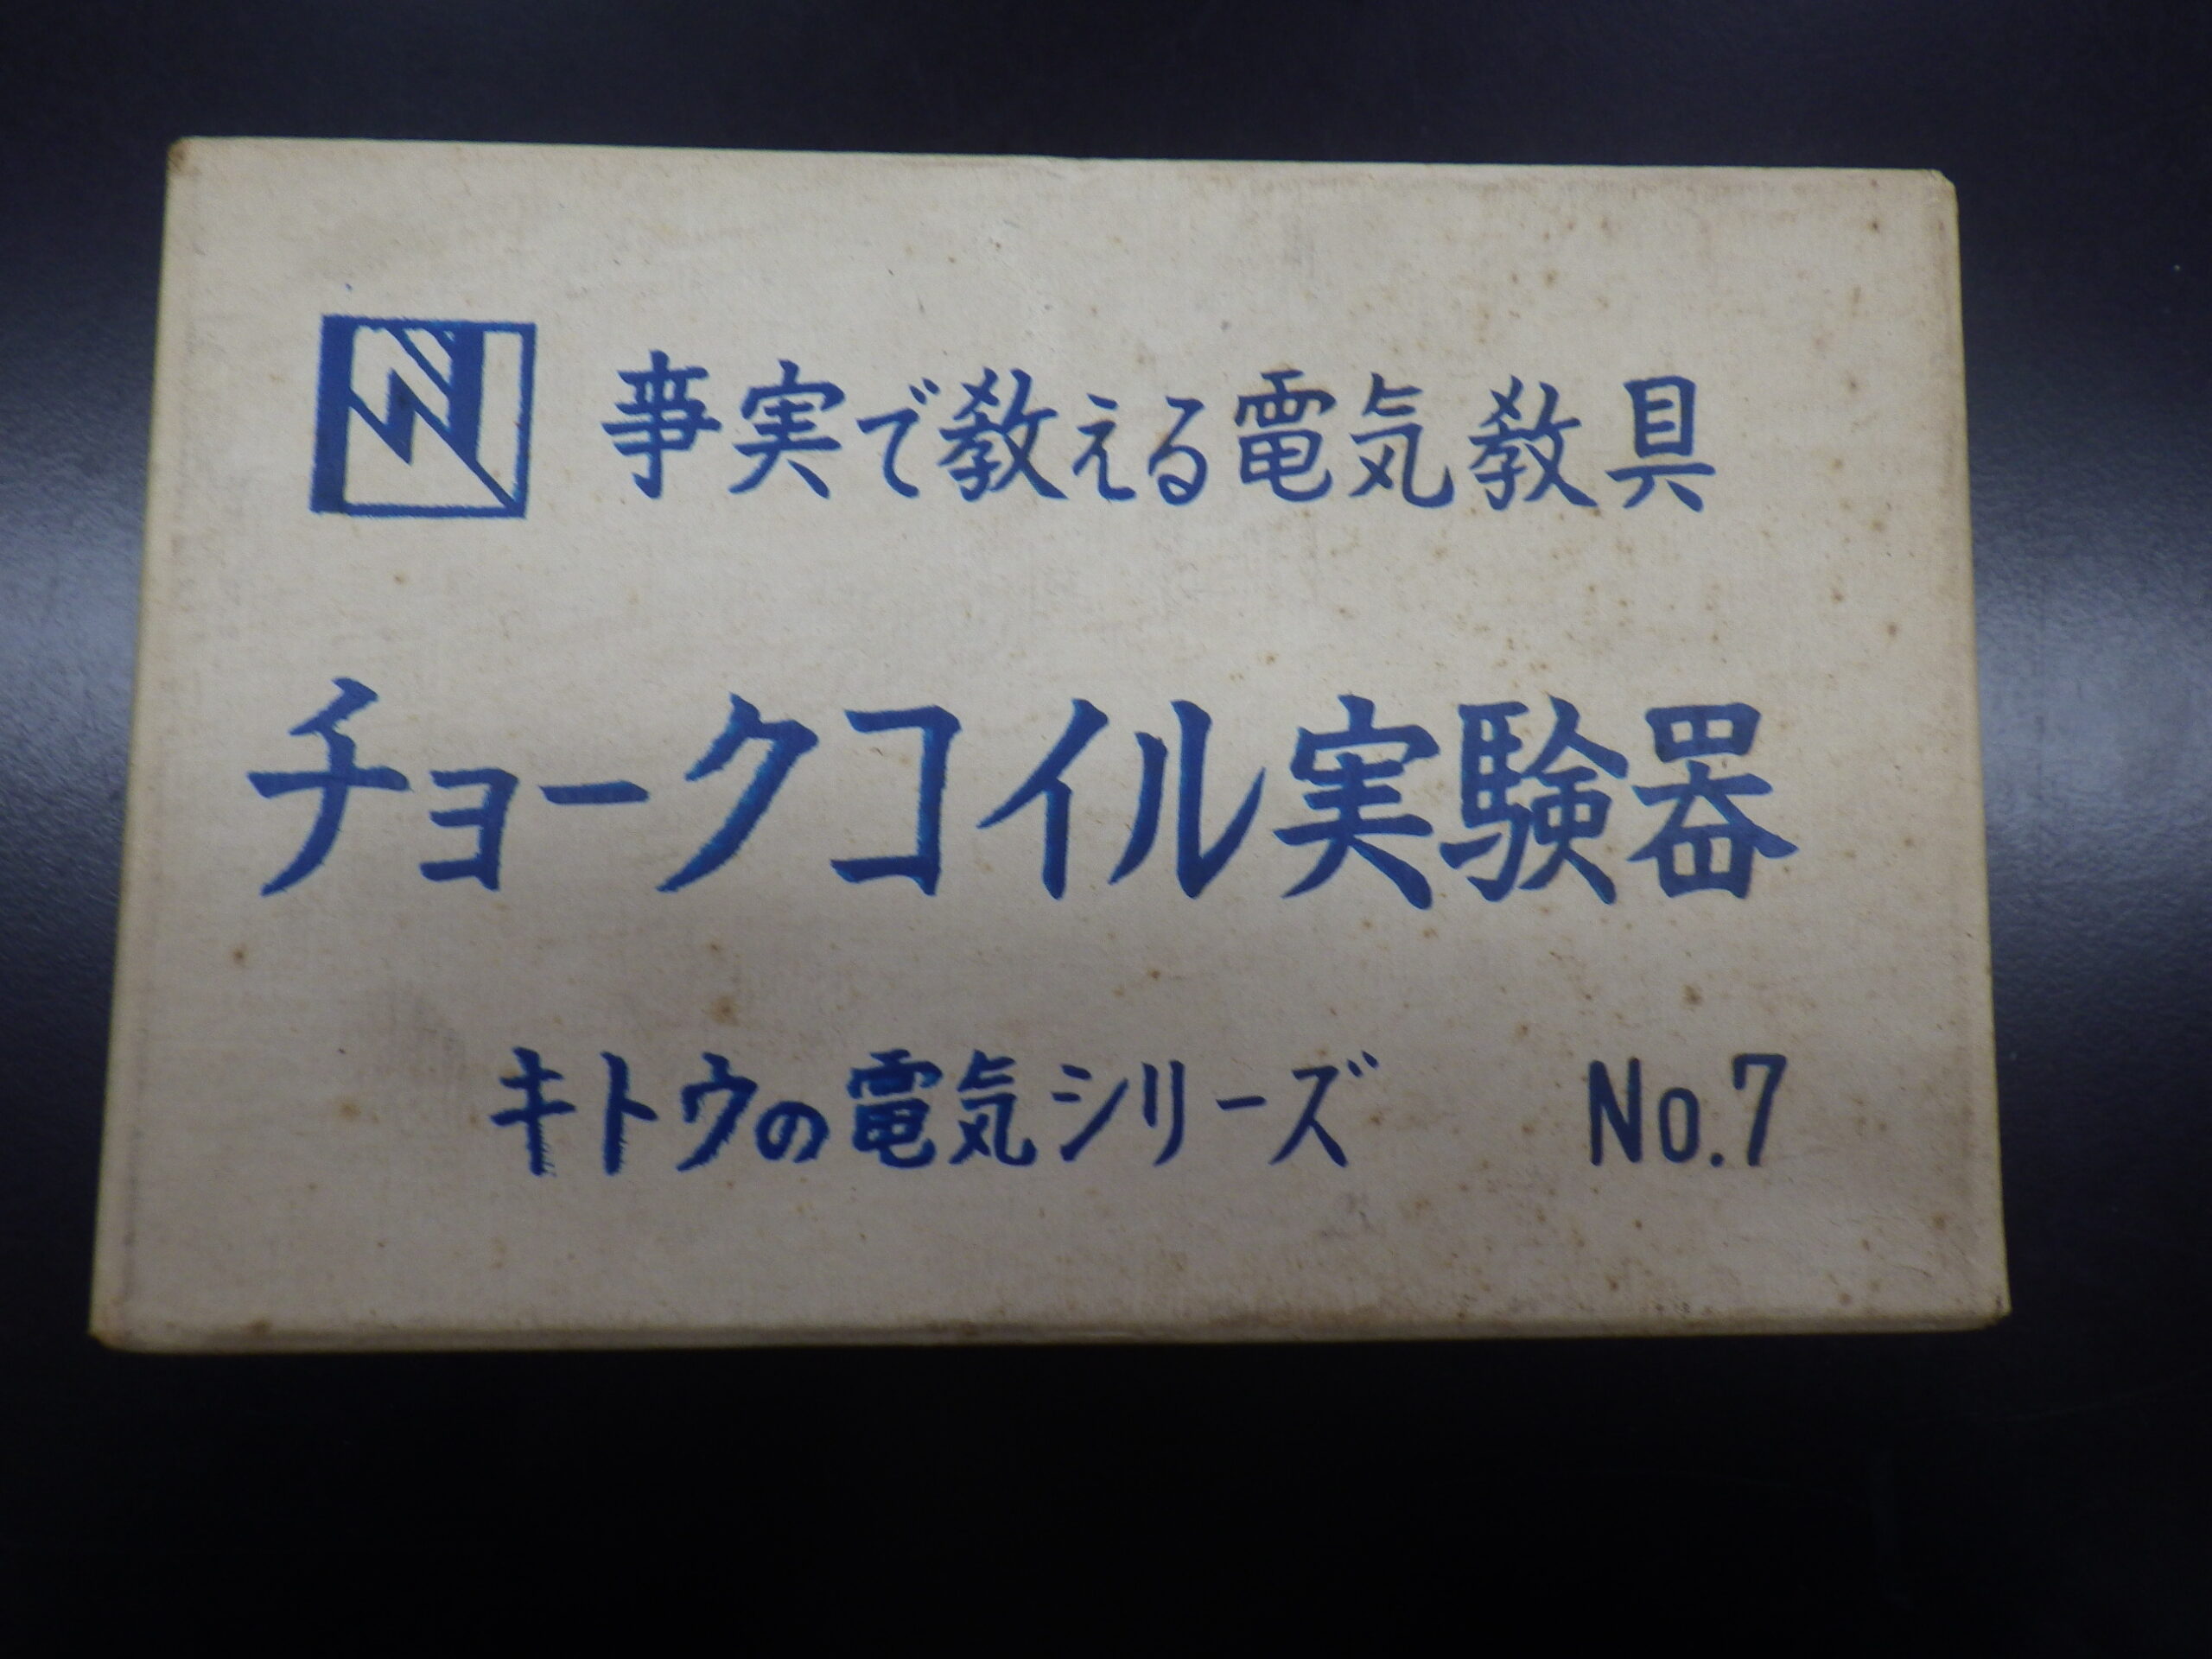 事実で教える電気教具
チョークコイル実験器
キトウの電気シリーズ No.7